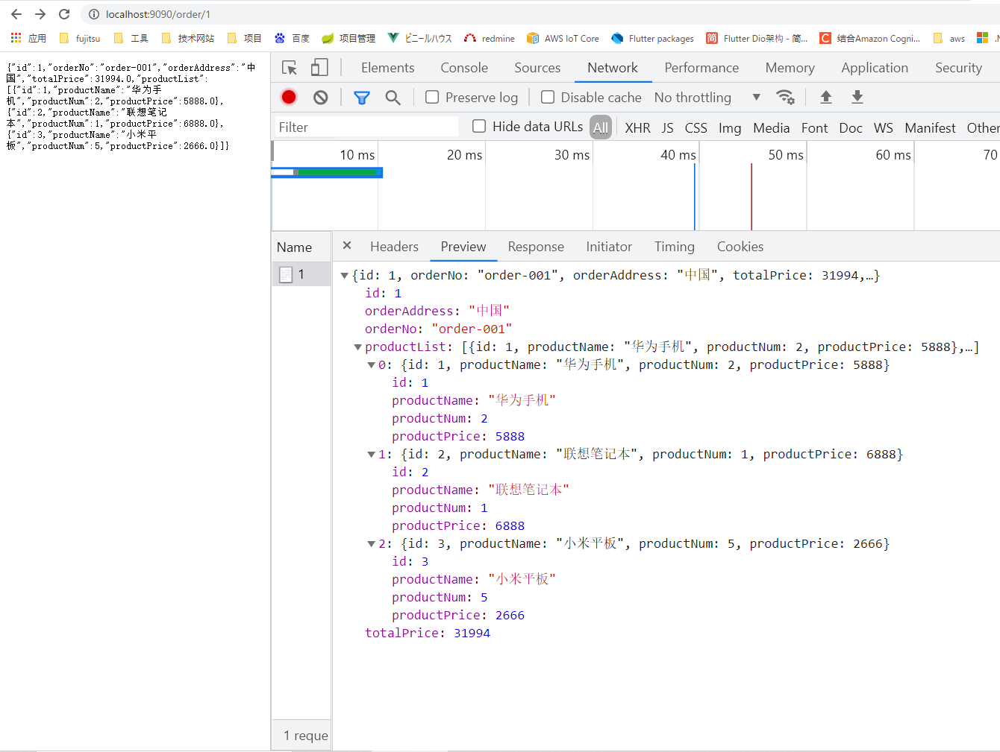 localhost:9090/order/1
应用 fujitsu 工具 技术网站 项目 百度 项目管理 ビニールハウス redmine AWS IoT Core Flutter packages 简 Flutter Dio架构 - 简... C 结合Amazon Cogni... aws
{"id":1,"orderNo":"order-001","orderAddress":"中
国","totalPrice":31994.0,"productList":
[{"id":1,"productName":"华为手
机","productNum":2,"productPrice":5888.0},
{"id":2,"productName":"联想笔记
本","productNum":1,"productPrice":6888.0},
{"id":3,"productName":"小米平
板","productNum":5,"productPrice":2666.0}]}
Elements Console Sources Network Performance Memory Application Security
Preserve log Disable cache No throttling
Filter Hide data URLs All XHR JS CSS Img Media Font Doc WS Manifest Other
10 ms 20 ms 30 ms 40 ms 50 ms 60 ms 70
Name × Headers Preview Response Initiator Timing Cookies
1
{id: 1, orderNo: "order-001", orderAddress: "中国", totalPrice: 31994,…}
id: 1
orderAddress: "中国"
orderNo: "order-001"
productList: [{id: 1, productName: "华为手机", productNum: 2, productPrice: 5888},…]
0: {id: 1, productName: "华为手机", productNum: 2, productPrice: 5888}
id: 1
productName: "华为手机"
productNum: 2
productPrice: 5888
1: {id: 2, productName: "联想笔记本", productNum: 1, productPrice: 6888}
id: 2
productName: "联想笔记本"
productNum: 1
productPrice: 6888
2: {id: 3, productName: "小米平板", productNum: 5, productPrice: 2666}
id: 3
productName: "小米平板"
productNum: 5
productPrice: 2666
totalPrice: 31994
1 reque